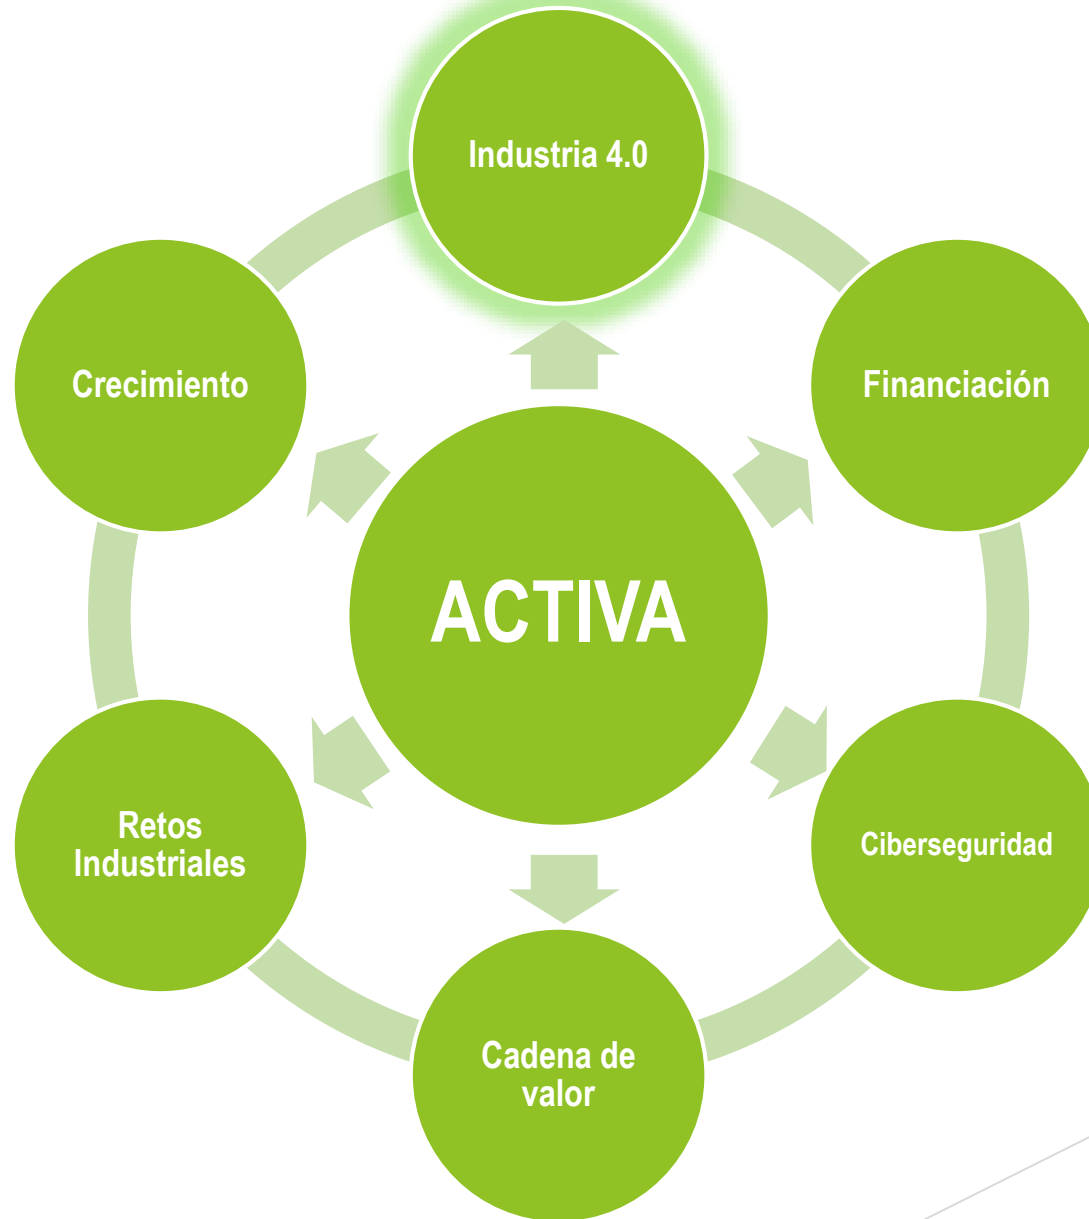 Industria 4.0
Crecimiento
Financiación
ACTIVA
Retos
Industriales
Ciberseguridad
Cadena de
valor